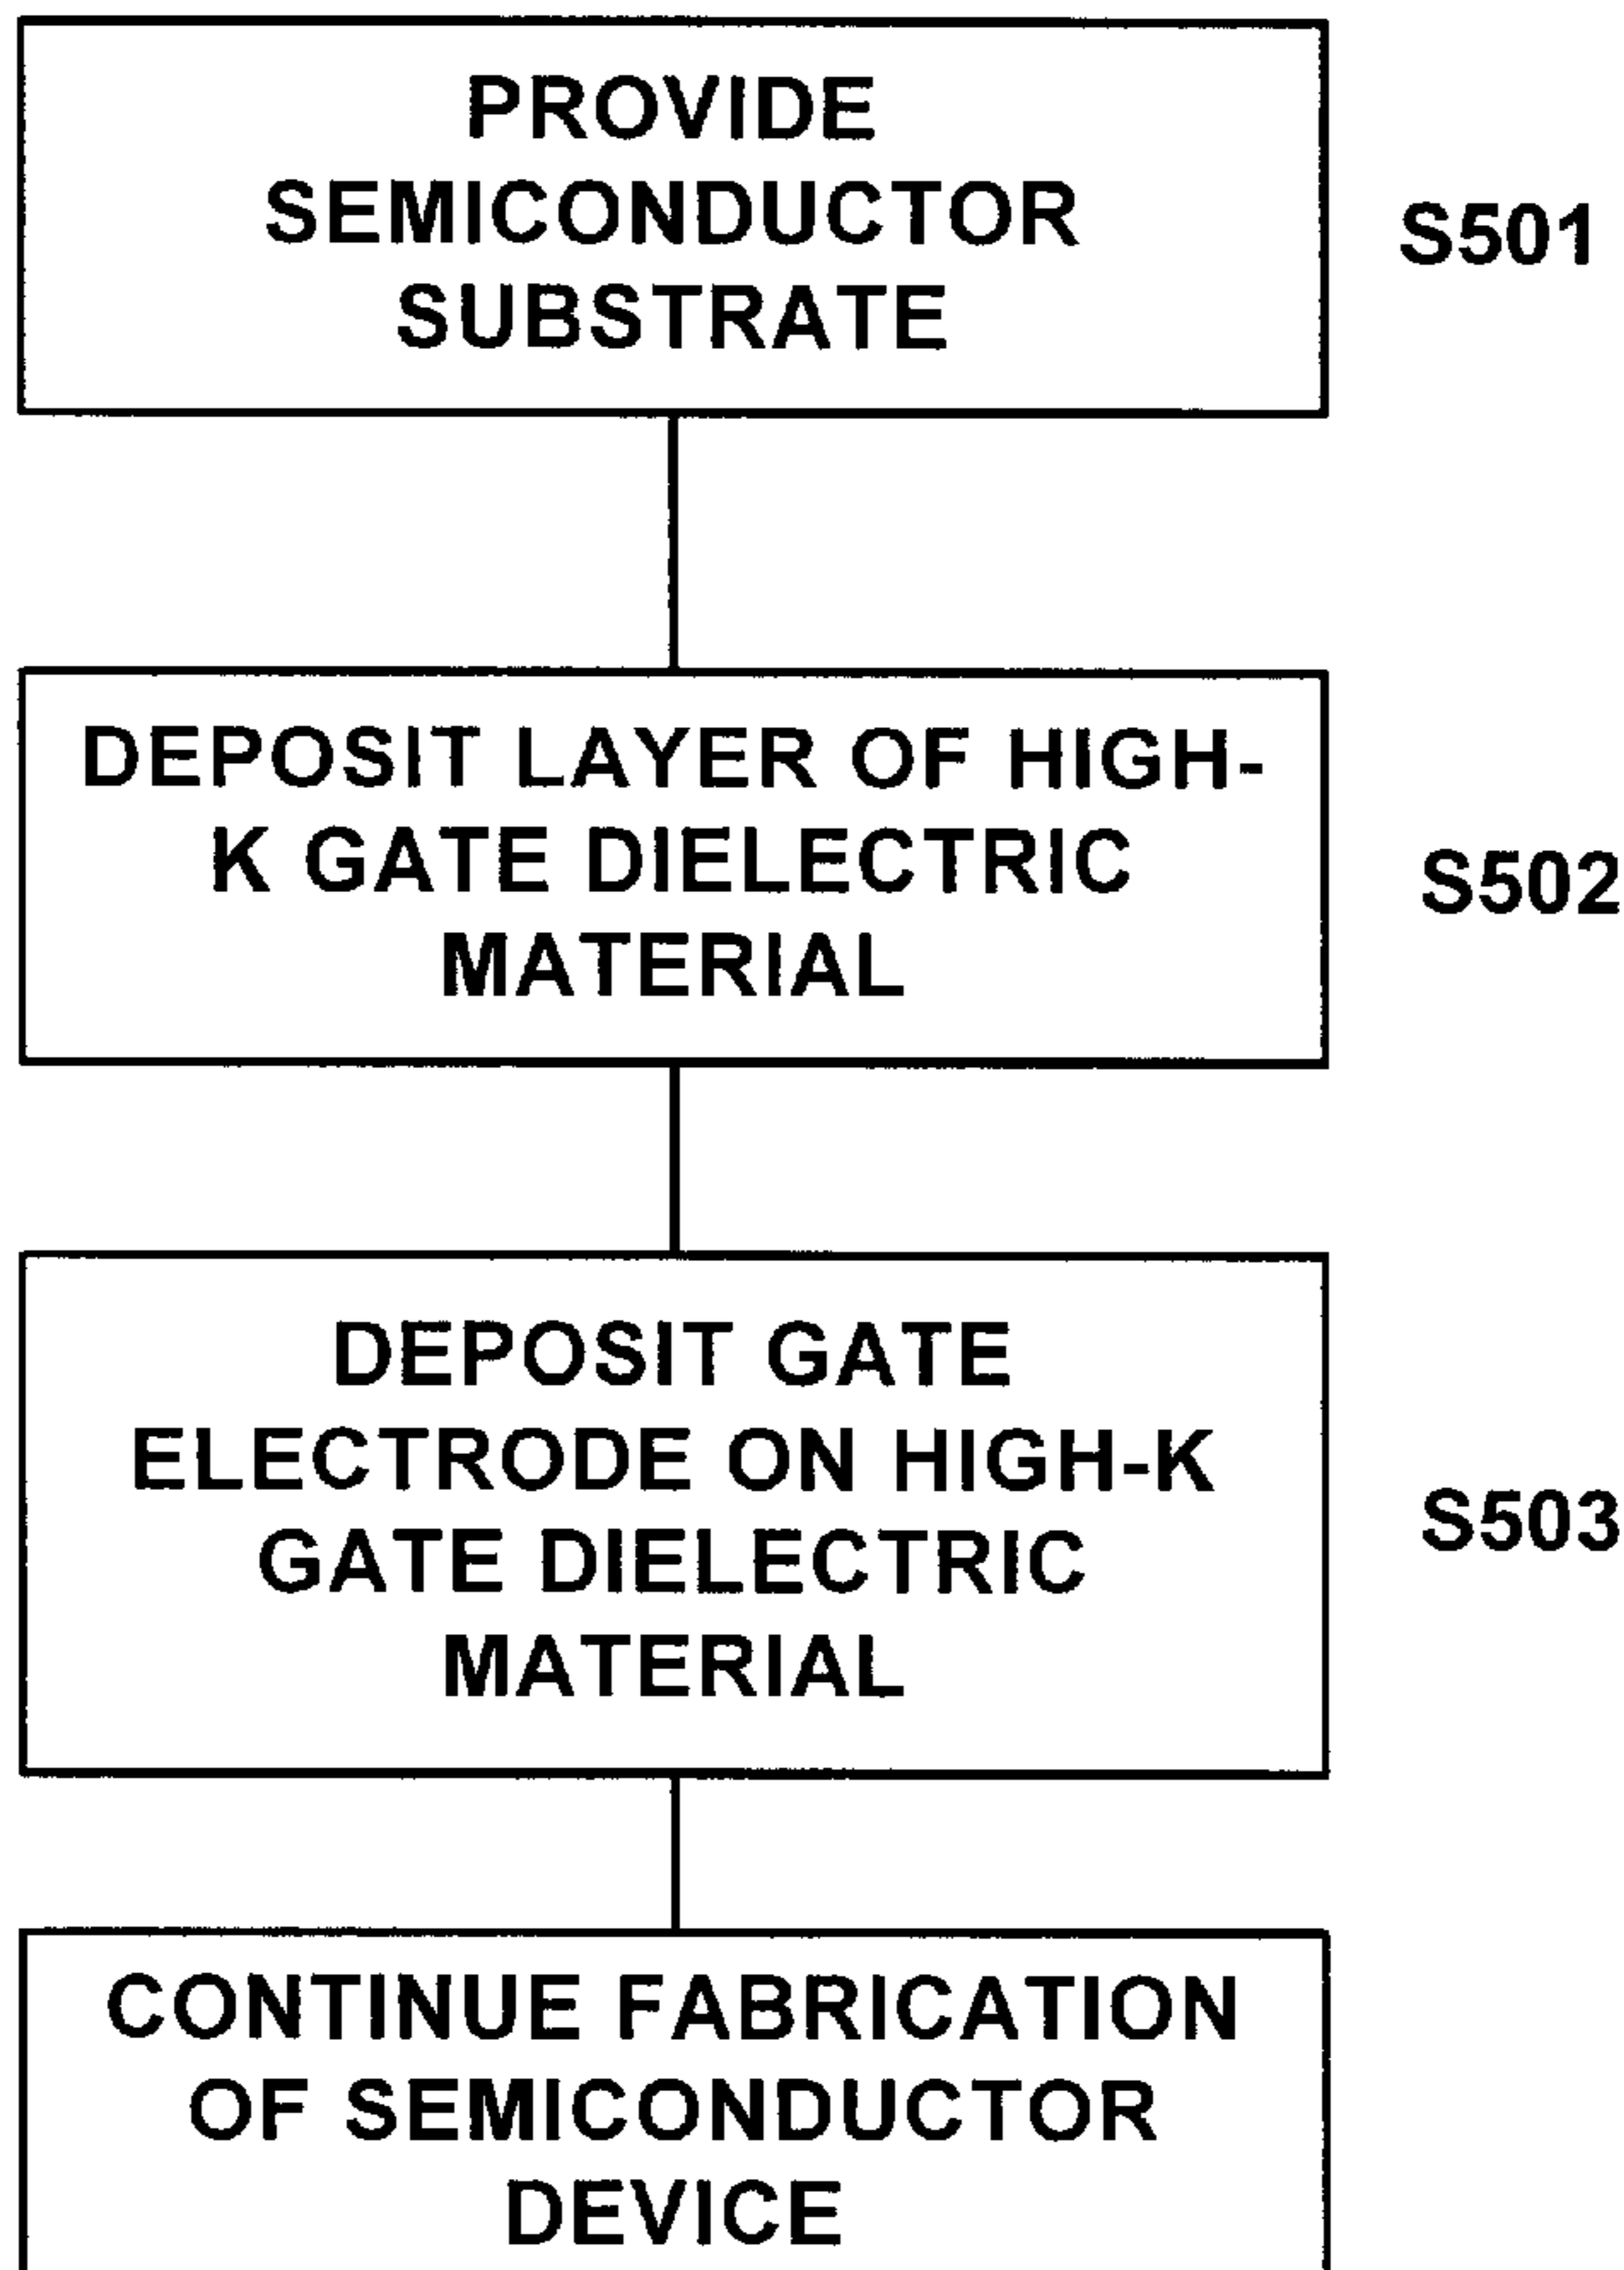 PROVIDE
SEMICONDUCTOR
SUBSTRATE
S501
DEPOSIT LAYER OF HIGH-
K GATE DIELECTRIC
MATERIAL
S502
DEPOSIT GATE
ELECTRODE ON HIGH-K
GATE DIELECTRIC
MATERIAL
S503
CONTINUE FABRICATION
OF SEMICONDUCTOR
DEVICE